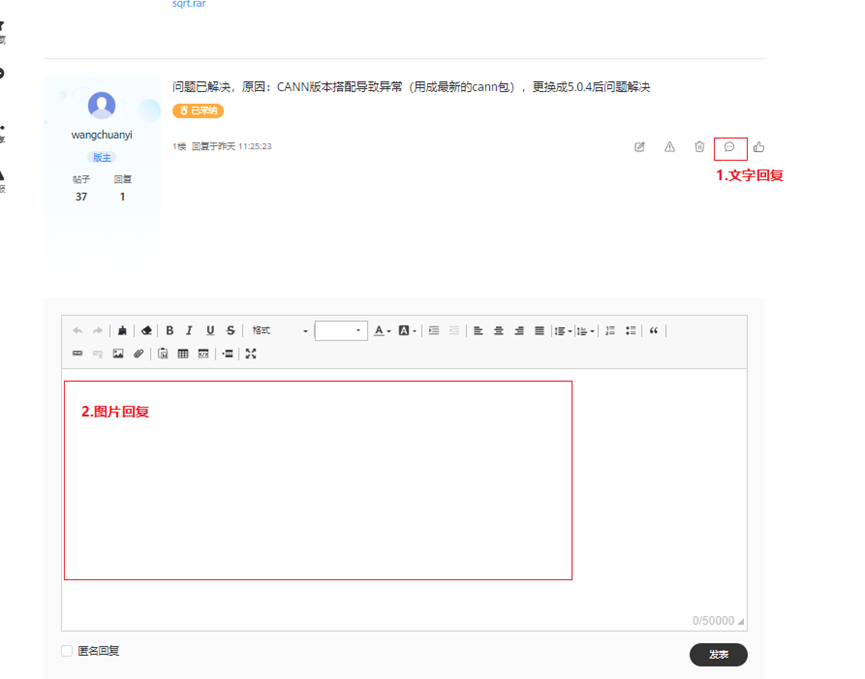 sqrt.rar
问题已解决，原因：CANN版本搭配导致异常（用成最新的cann包），更换成5.0.4后问题解决
已采纳
wangchuanyi
版主
帖子 回复
37 1
1楼 回复于昨天 11:25:23
1.文字回复
B I U S 格式 A A
2.图片回复
0/50000
匿名回复
发表